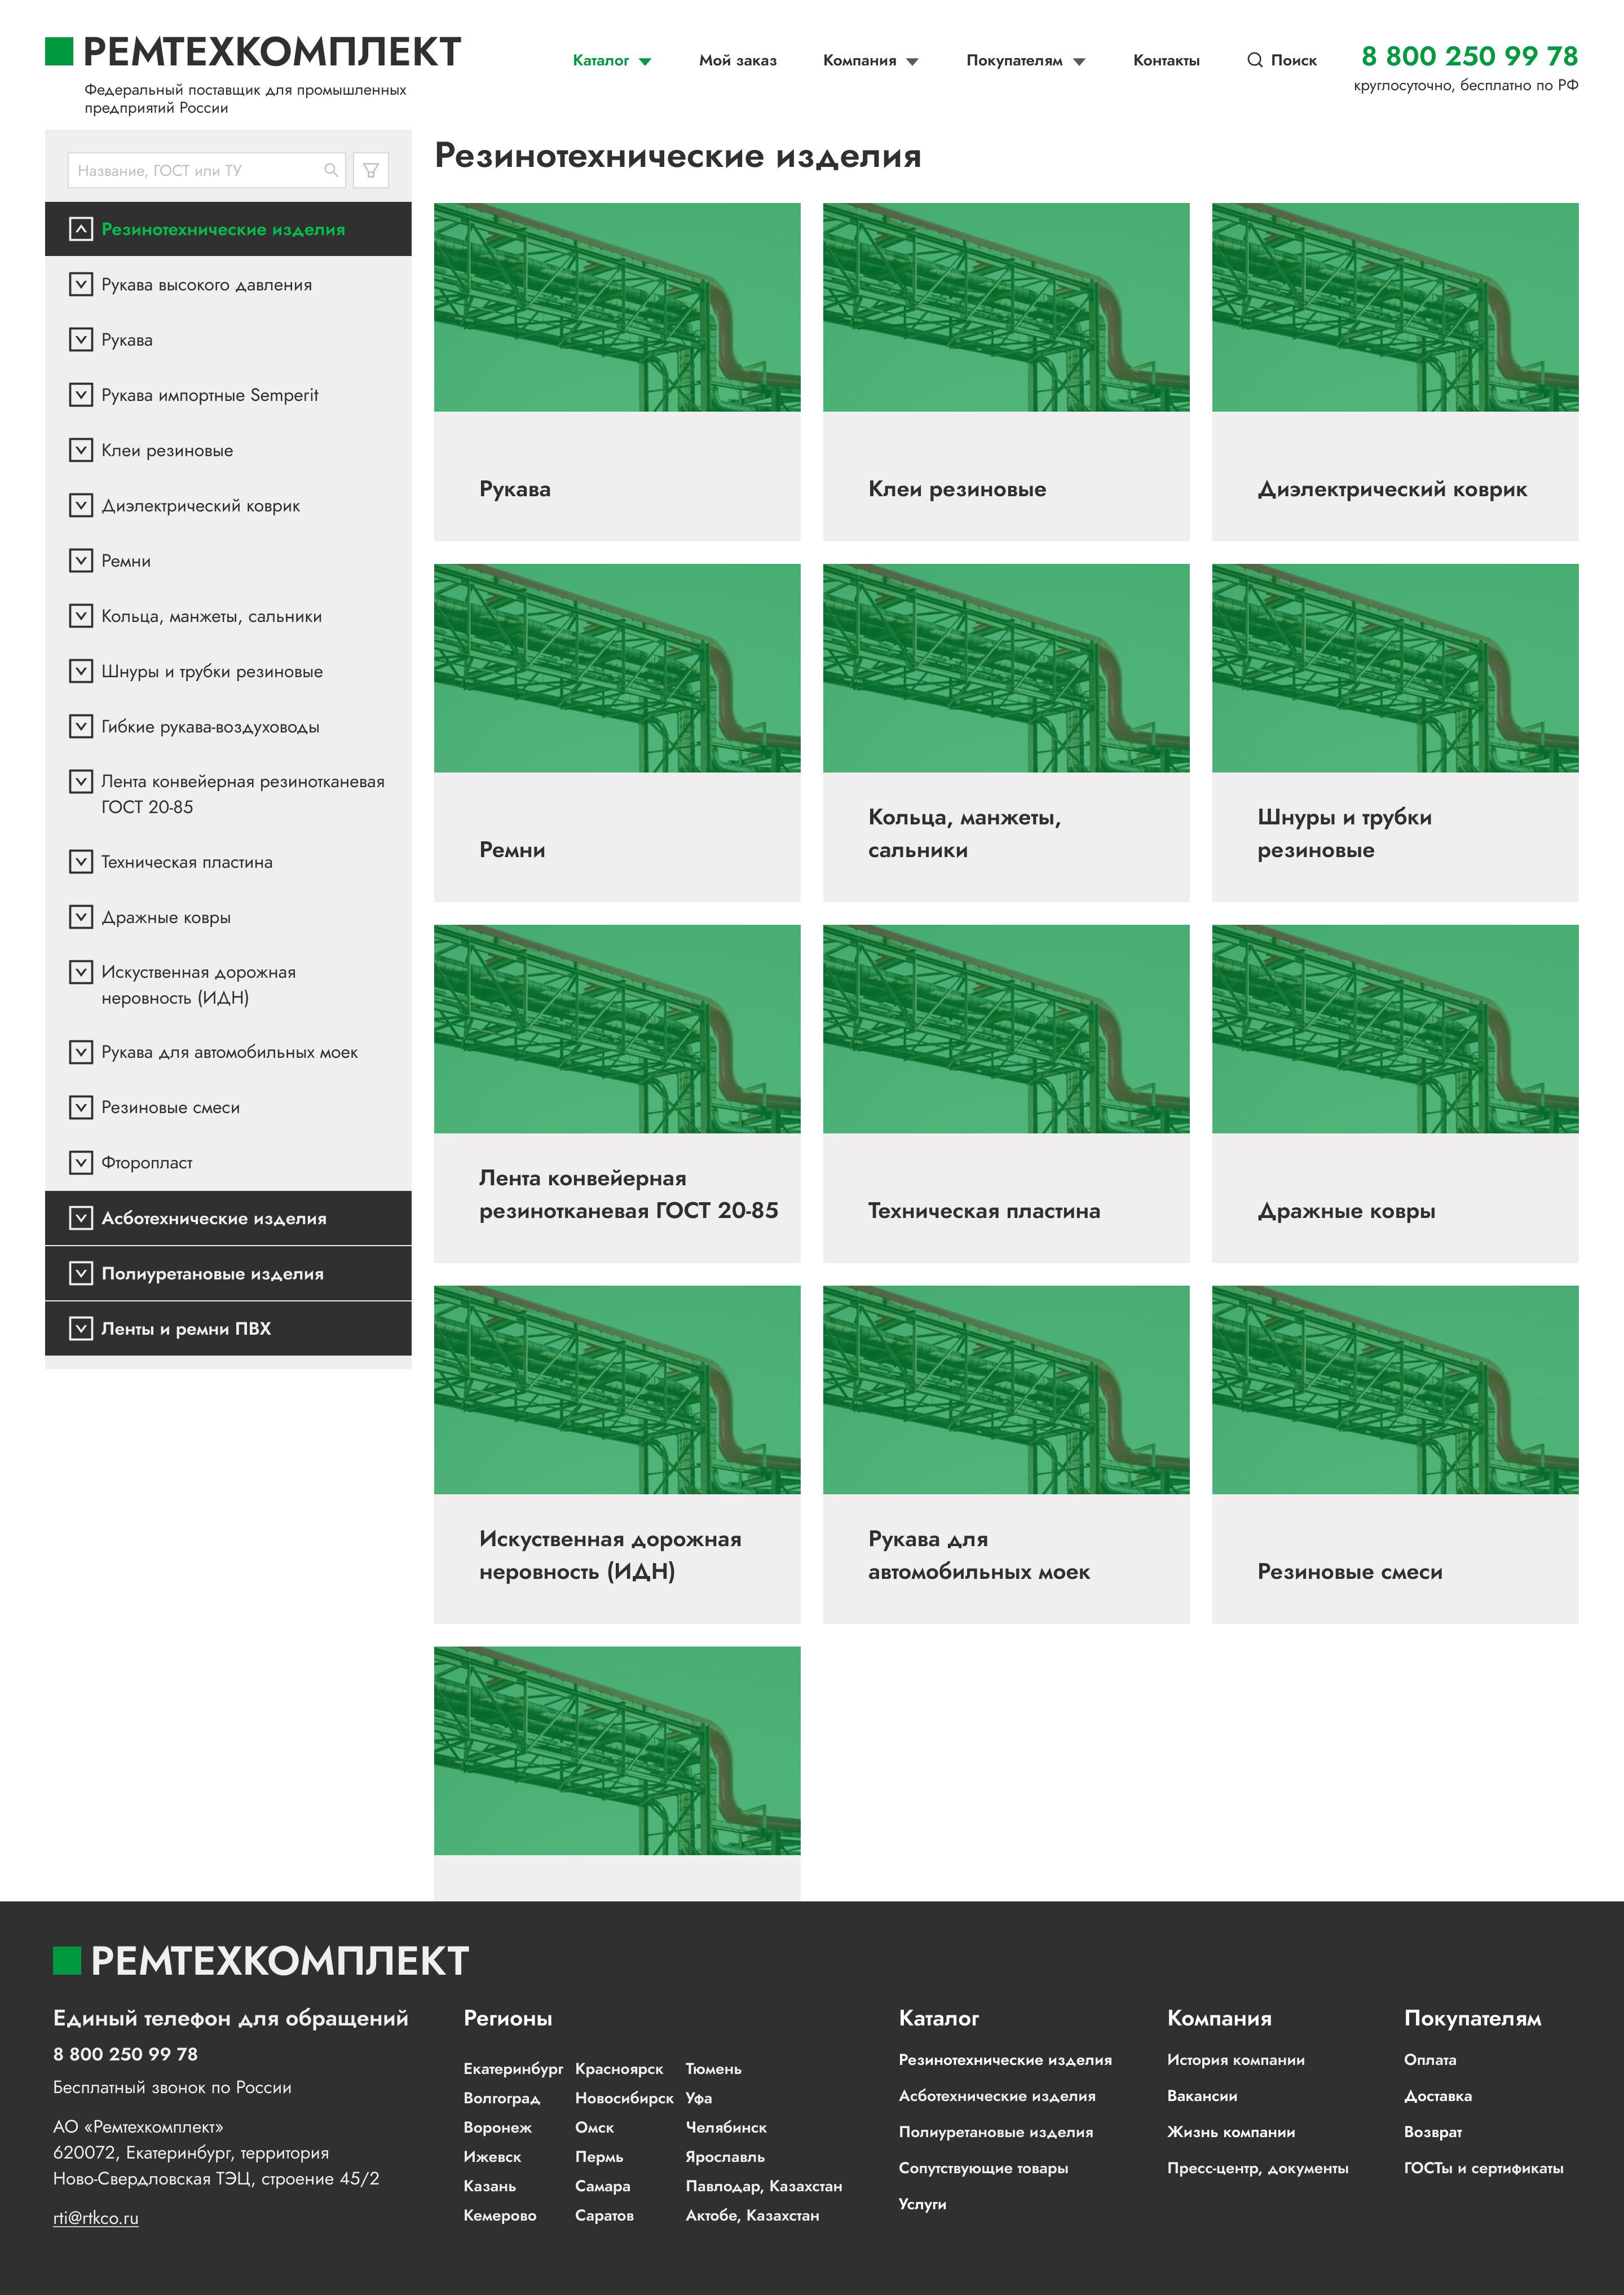 РЕМТЕХКОМПЛЕКТ
Федеральный поставщик для промышленных
предприятий России
Каталог
Мой заказ
Компания
Покупателям
Контакты
Поиск
8 800 250 99 78
круглосуточно, бесплатно по РФ
Название, ГОСТ или ТУ
Резинотехнические изделия
Рукава высокого давления
Рукава
Рукава импортные Semperit
Клеи резиновые
Диэлектрический коврик
Ремни
Кольца, манжеты, сальники
Шнуры и трубки резиновые
Гибкие рукава-воздуховоды
Лента конвейерная резинотканевая
ГОСТ 20-85
Техническая пластина
Дражные ковры
Искуственная дорожная
неровность (ИДН)
Рукава для автомобильных моек
Резиновые смеси
Фторопласт
Асботехнические изделия
Полиуретановые изделия
Ленты и ремни ПВХ
Резинотехнические изделия
Рукава
Клеи резиновые
Диэлектрический коврик
Ремни
Кольца, манжеты,
сальники
Шнуры и трубки
резиновые
Лента конвейерная
резинотканевая ГОСТ 20-85
Техническая пластина
Дражные ковры
Искуственная дорожная
неровность (ИДН)
Рукава для
автомобильных моек
Резиновые смеси
РЕМТЕХКОМПЛЕКТ
Единый телефон для обращений
8 800 250 99 78
Бесплатный звонок по России
АО «Ремтехкомплект»
620072, Екатеринбург, территория
Ново-Свердловская ТЭЦ, строение 45/2
rti@rtkco.ru
Регионы
Екатеринбург
Волгоград
Воронеж
Ижевск
Казань
Кемерово
Красноярск
Новосибирск
Омск
Пермь
Самара
Саратов
Тюмень
Уфа
Челябинск
Ярославль
Павлодар, Казахстан
Актобе, Казахстан
Каталог
Резинотехнические изделия
Асботехнические изделия
Полиуретановые изделия
Сопутствующие товары
Услуги
Компания
История компании
Вакансии
Жизнь компании
Пресс-центр, документы
Покупателям
Оплата
Доставка
Возврат
ГОСТы и сертификаты